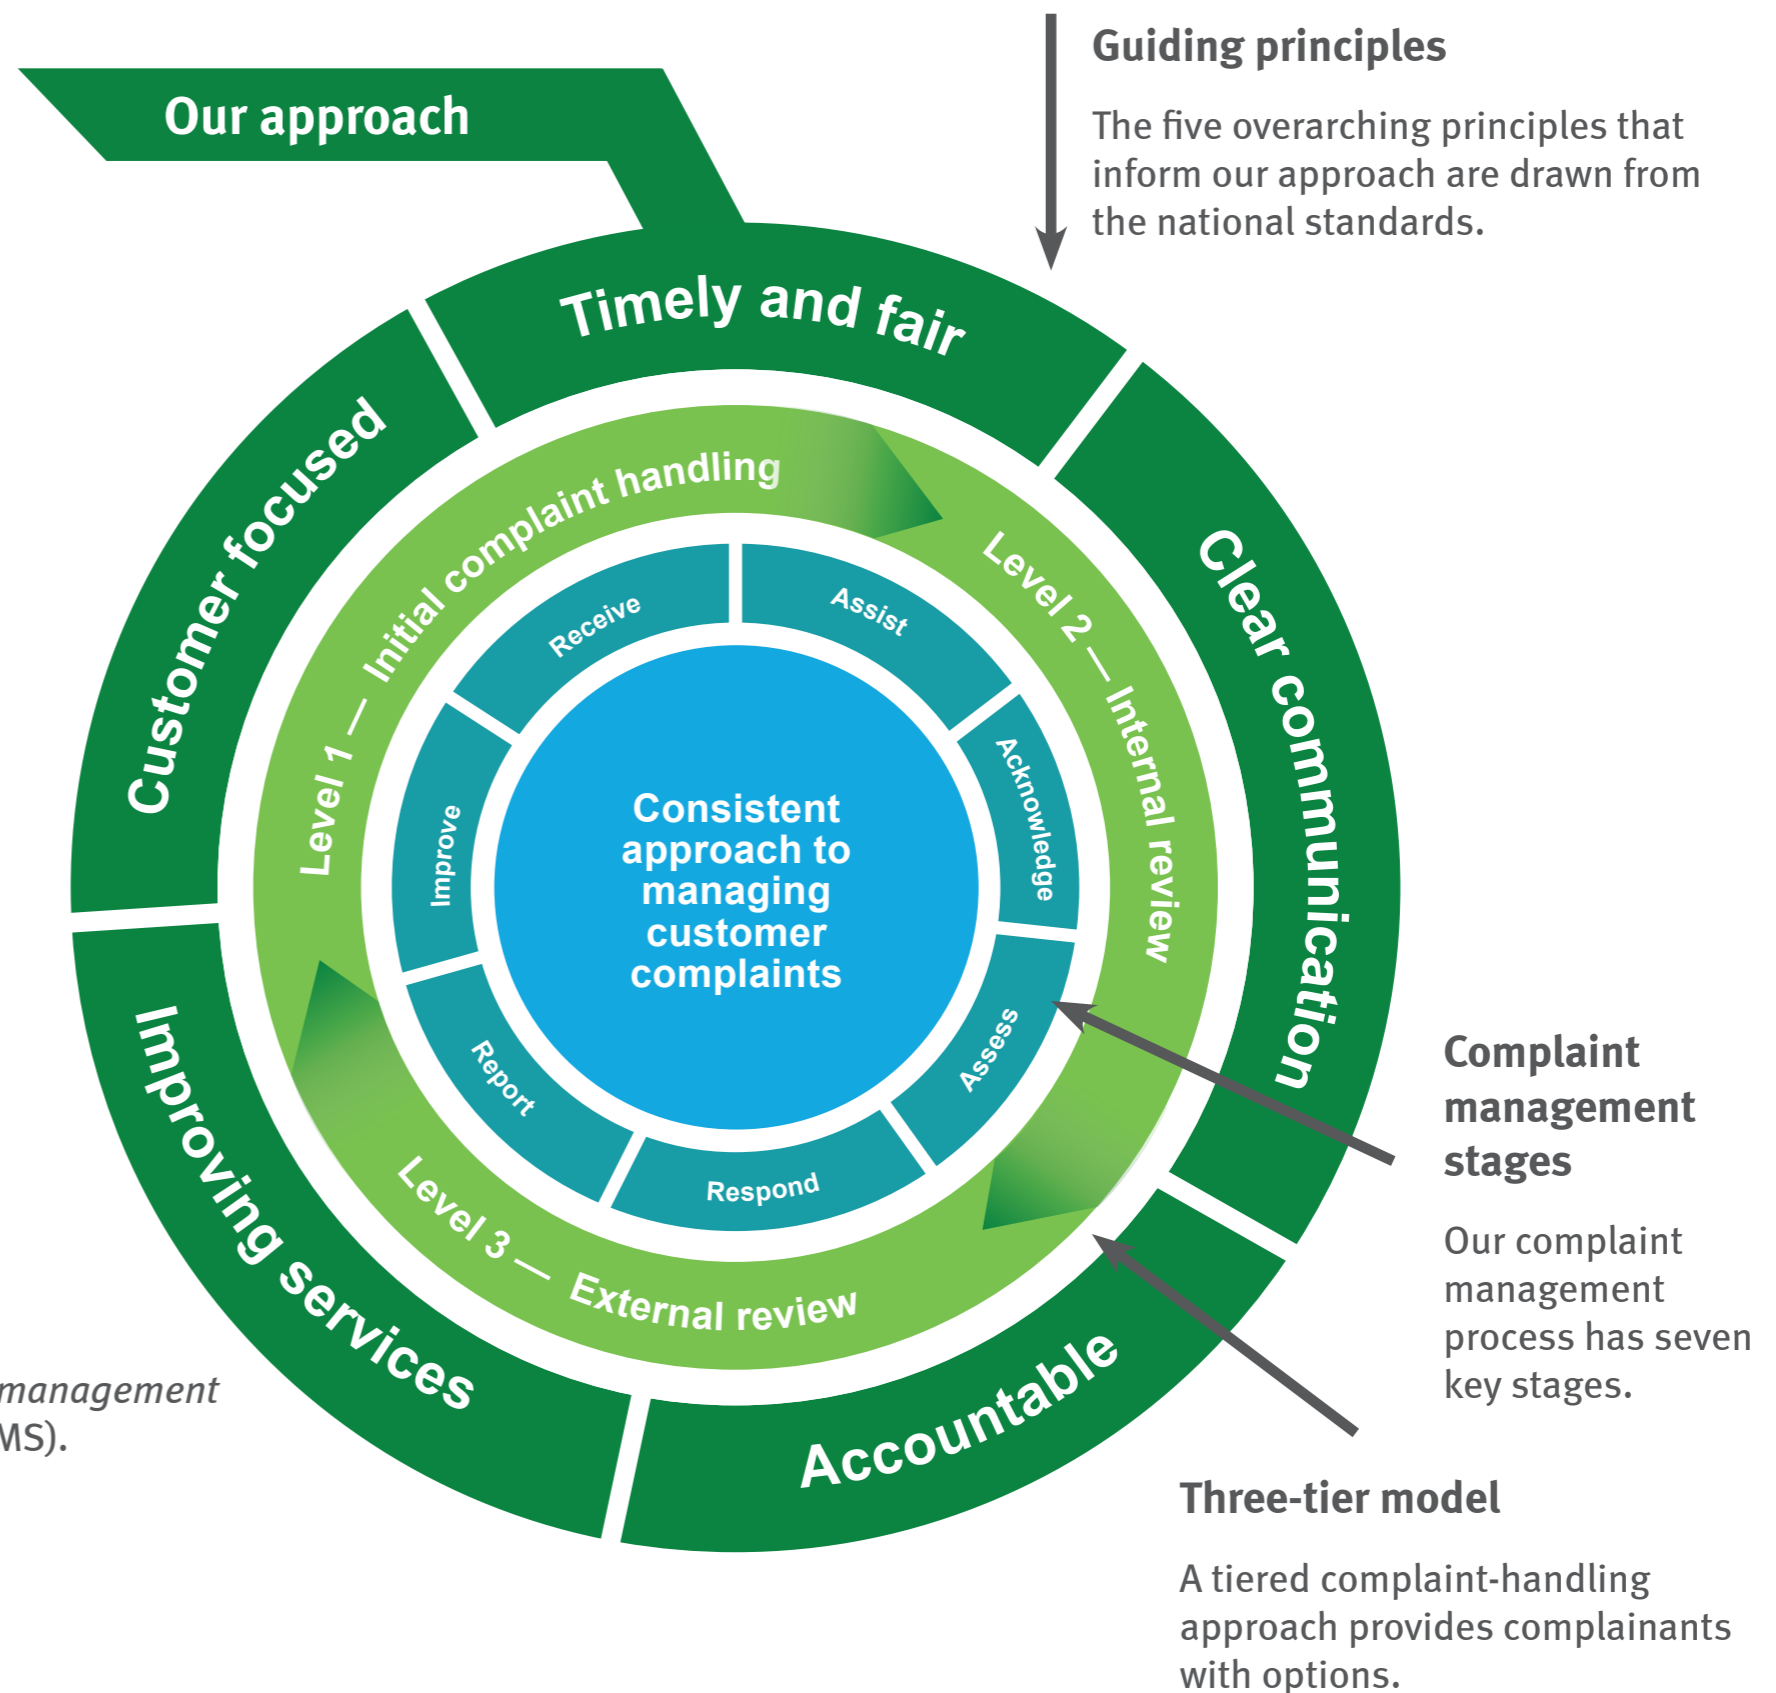 Our approach
Guiding principles
The five overarching principles that
inform our approach are drawn from
the national standards.
Timely and fair
Clear communication
Accountable
Improving services
Customer focused
Level 1 — Initial complaint handling
Level 2 — Internal review
Level 3 — External review
Receive
Assist
Acknowledge
Assess
Respond
Report
Improve
Consistent
approach to
managing
customer
complaints
Complaint
management
stages
Our complaint
management
process has seven
key stages.
management
MS).
Three-tier model
A tiered complaint-handling
approach provides complainants
with options.